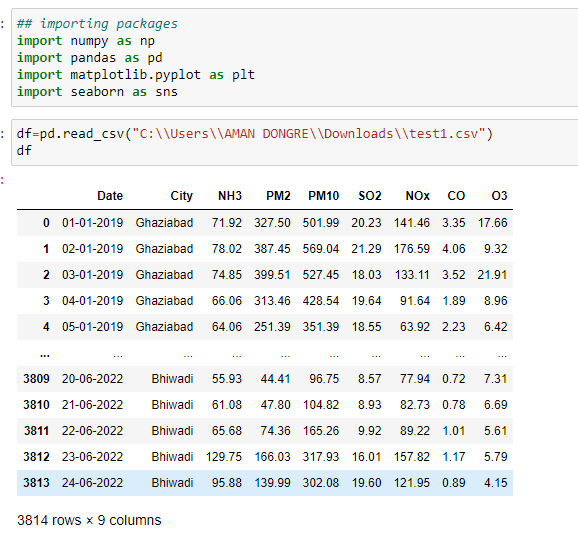 : ## importing packages
import numpy as np
import pandas as pd
import matplotlib.pyplot as plt
import seaborn as sns
: df=pd.read_csv("C:\\Users\\AMAN DONGRE\\Downloads\\test1.csv")
df
:
Date City NH3 PM2 PM10 SO2 NOx CO O3
0 01-01-2019 Ghaziabad 71.92 327.50 501.99 20.23 141.46 3.35 17.66
1 02-01-2019 Ghaziabad 78.02 387.45 569.04 21.29 176.59 4.06 9.32
2 03-01-2019 Ghaziabad 74.85 399.51 527.45 18.03 133.11 3.52 21.91
3 04-01-2019 Ghaziabad 66.06 313.46 428.54 19.64 91.64 1.89 8.96
4 05-01-2019 Ghaziabad 64.06 251.39 351.39 18.55 63.92 2.23 6.42
... ... ... ... ... ... ... ... ... ...
3809 20-06-2022 Bhiwadi 55.93 44.41 96.75 8.57 77.94 0.72 7.31
3810 21-06-2022 Bhiwadi 61.08 47.80 104.82 8.93 82.73 0.78 6.69
3811 22-06-2022 Bhiwadi 65.68 74.36 165.26 9.92 89.22 1.01 5.61
3812 23-06-2022 Bhiwadi 129.75 166.03 317.93 16.01 157.82 1.17 5.79
3813 24-06-2022 Bhiwadi 95.88 139.99 302.08 19.60 121.95 0.89 4.15
3814 rows × 9 columns